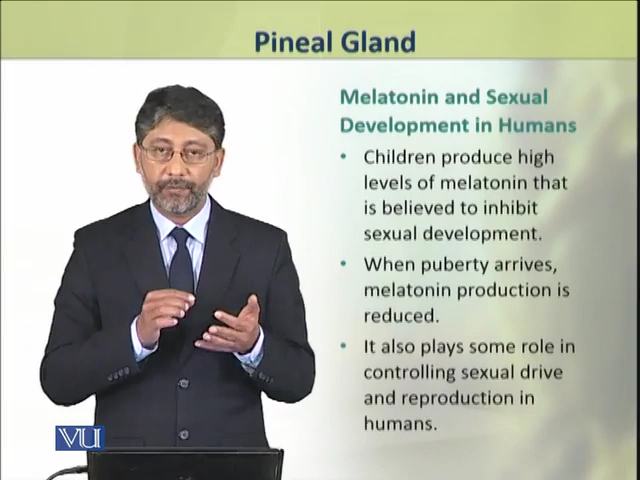 Pineal Gland
Melatonin and Sexual
Development in Humans
• Children produce high
levels of melatonin that
is believed to inhibit
sexual development.
• When puberty arrives,
melatonin production is
reduced.
• It also plays some role in
controlling sexual drive
and reproduction in
humans.
VU